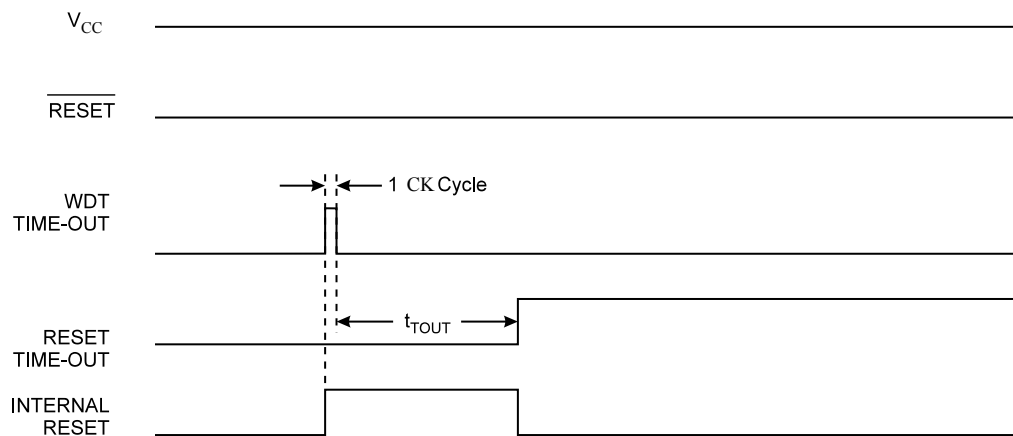 VCC
RESET
1 CK Cycle
WDT
TIME-OUT
tTOUT
RESET
TIME-OUT
INTERNAL
RESET